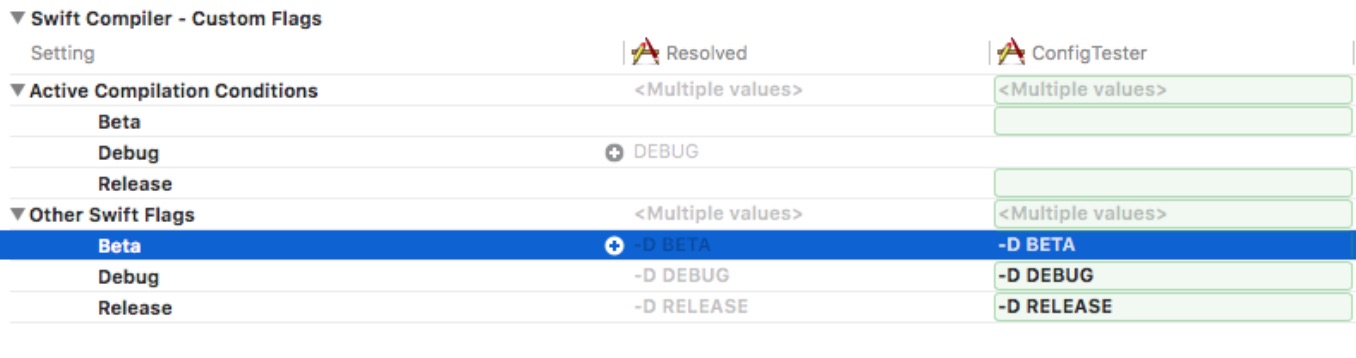 Swift Compiler - Custom Flags
Setting Resolved ConfigTester
Active Compilation Conditions <Multiple values> <Multiple values>
Beta
Debug DEBUG
Release
Other Swift Flags <Multiple values> <Multiple values>
Beta -D BETA -D BETA
Debug -D DEBUG -D DEBUG
Release -D RELEASE -D RELEASE